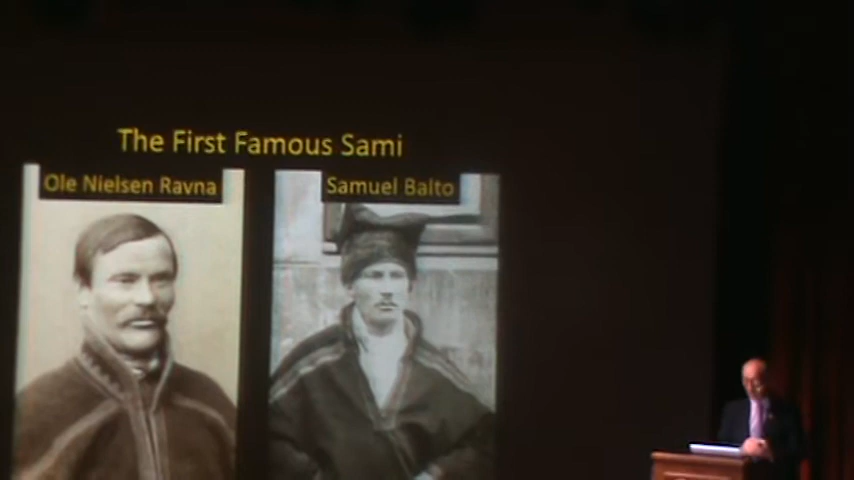 The First Famous Sami
Ole Nielsen Ravna
Samuel Balto